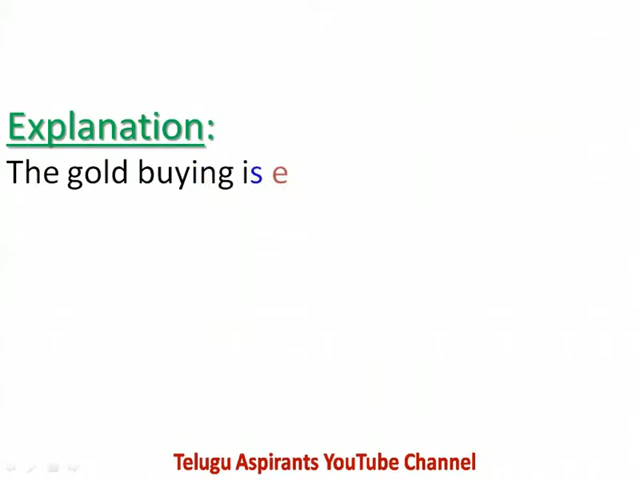 Explanation:
The gold buying is e
Telugu Aspirants YouTube Channel